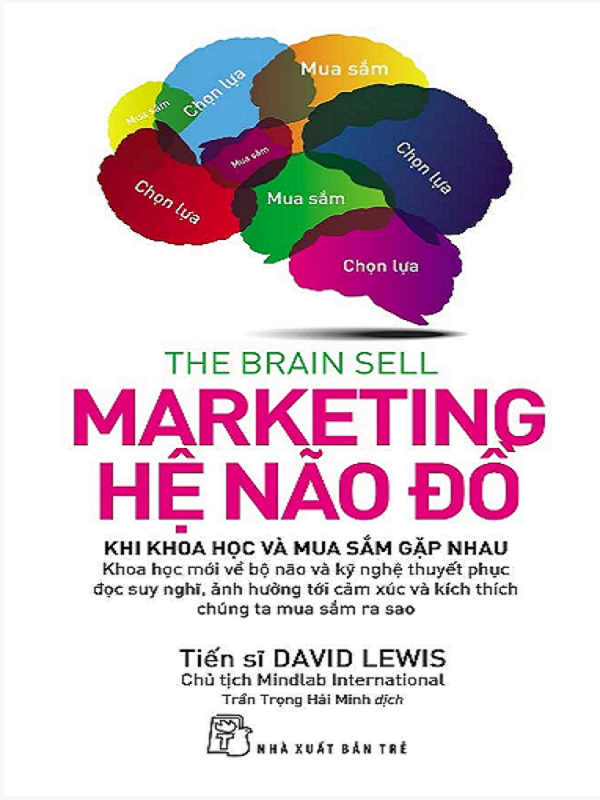 Mua sắm
Chọn lựa
Mua sắm
Mua sắm
Chọn lựa
Chọn lựa
Mua sắm
Chọn lựa
THE BRAIN SELL
MARKETING
HỆ NÃO ĐỒ
KHI KHOA HỌC VÀ MUA SẮM GẶP NHAU
Khoa học mới về bộ não và kỹ nghệ thuyết phục
đọc suy nghĩ, ảnh hưởng tới cảm xúc và kích thích
chúng ta mua sắm ra sao
Tiến sĩ DAVID LEWIS
Chủ tịch Mindlab International
Trần Trọng Hải Minh dịch
NHÀ XUẤT BẢN TRẺ